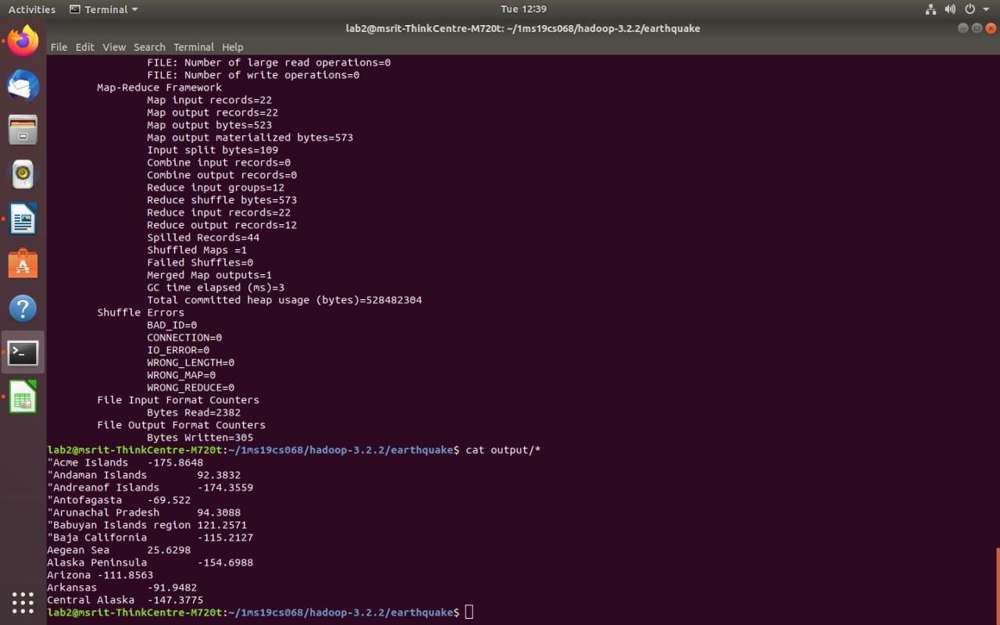 Activities Terminal Tue 12:39
lab2@msrit-ThinkCentre-M720t: ~/1ms19cs068/hadoop-3.2.2/earthquake
File Edit View Search Terminal Help
FILE: Number of large read operations=0
FILE: Number of write operations=0
Map-Reduce Framework
Map input records=22
Map output records=22
Map output bytes=523
Map output materialized bytes=573
Input split bytes=109
Combine input records=0
Combine output records=0
Reduce input groups=12
Reduce shuffle bytes=573
Reduce input records=22
Reduce output records=12
Spilled Records=44
Shuffled Maps =1
Failed Shuffles=0
Merged Map outputs=1
GC time elapsed (ms)=3
Total committed heap usage (bytes)=528482304
Shuffle Errors
BAD_ID=0
CONNECTION=0
IO_ERROR=0
WRONG_LENGTH=0
WRONG_MAP=0
WRONG_REDUCE=0
File Input Format Counters
Bytes Read=2382
File Output Format Counters
Bytes Written=305
lab2@msrit-ThinkCentre-M720t:~/1ms19cs068/hadoop-3.2.2/earthquake$ cat output/*
"Acme Islands -175.8648
"Andaman Islands 92.3832
"Andreanof Islands -174.3559
"Antofagasta -69.522
"Arunachal Pradesh 94.3088
"Babuyan Islands region 121.2571
"Baja California -115.2127
Aegean Sea 25.6298
Alaska Peninsula -154.6988
Arizona -111.8563
Arkansas -91.9482
Central Alaska -147.3775
lab2@msrit-ThinkCentre-M720t:~/1ms19cs068/hadoop-3.2.2/earthquake$